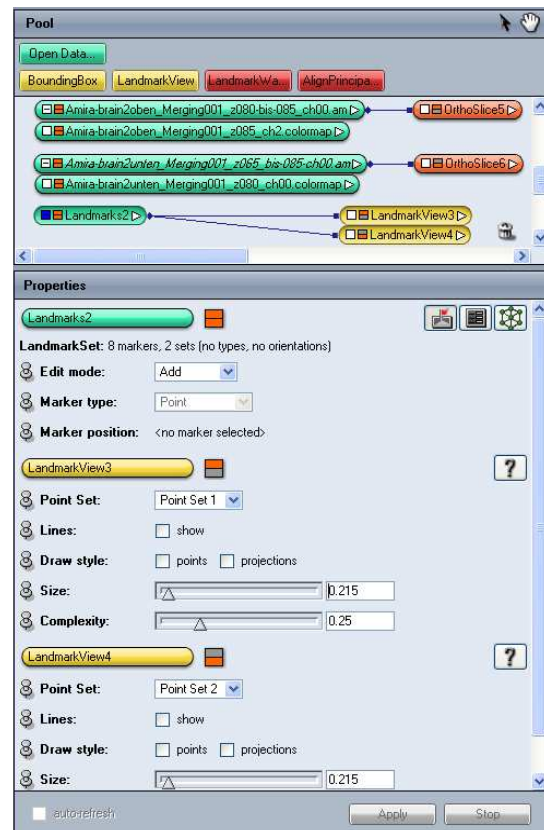 Pool
Open Data...
BoundingBox LandmarkView LandmarkWa... AlignPrincipa...
Amira-brain2oben_Merging001_z080-bis-085_ch00.am OrthoSlice5
Amira-brain2oben_Merging001_z085_ch2.colormap
Amira-brain2unten_Merging001_z065_bis-085-ch00.am OrthoSlice6
Amira-brain2unten_Merging001_z080_ch00.colormap
Landmarks2 LandmarkView3
LandmarkView4
Properties
Landmarks2
LandmarkSet: 8 markers, 2 sets (no types, no orientations)
Edit mode: Add
Marker type: Point
Marker position: <no marker selected>
LandmarkView3 ?
Point Set: Point Set 1
Lines: show
Draw style: points projections
Size: 0.215
Complexity: 0.25
LandmarkView4 ?
Point Set: Point Set 2
Lines: show
Draw style: points projections
Size: 0.215
auto-refresh Apply Stop